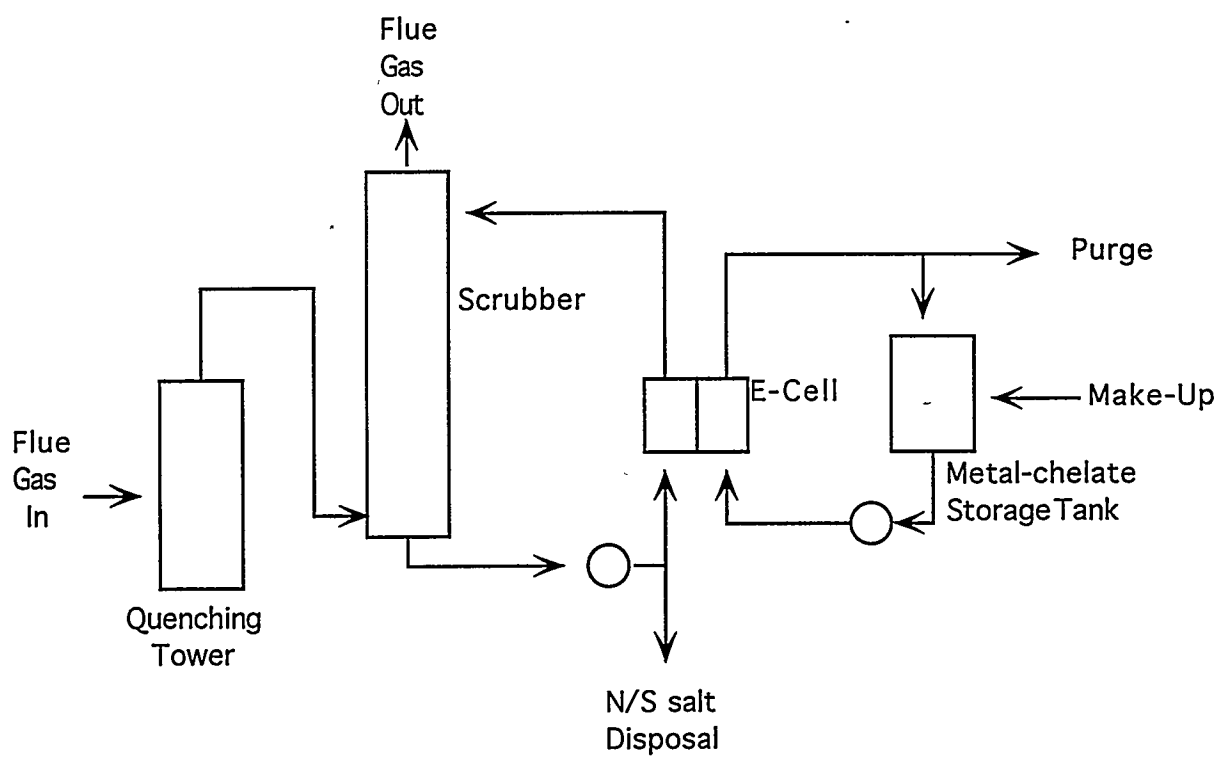 Flue
Gas
Out
Purge
Scrubber
E-Cell
Make-Up
Flue
Gas
In
Metal-chelate
Storage Tank
Quenching
Tower
N/S salt
Disposal